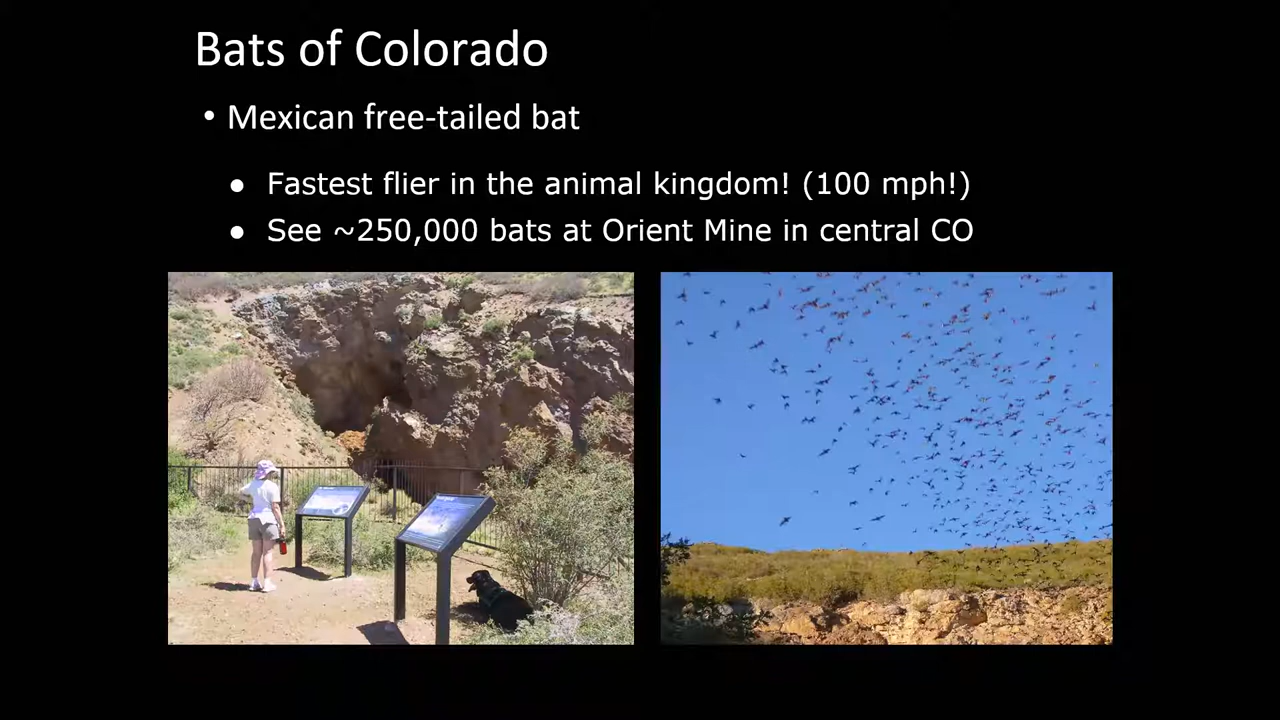 Bats of Colorado
• Mexican free-tailed bat
● Fastest flier in the animal kingdom! (100 mph!)
● See ~250,000 bats at Orient Mine in central CO